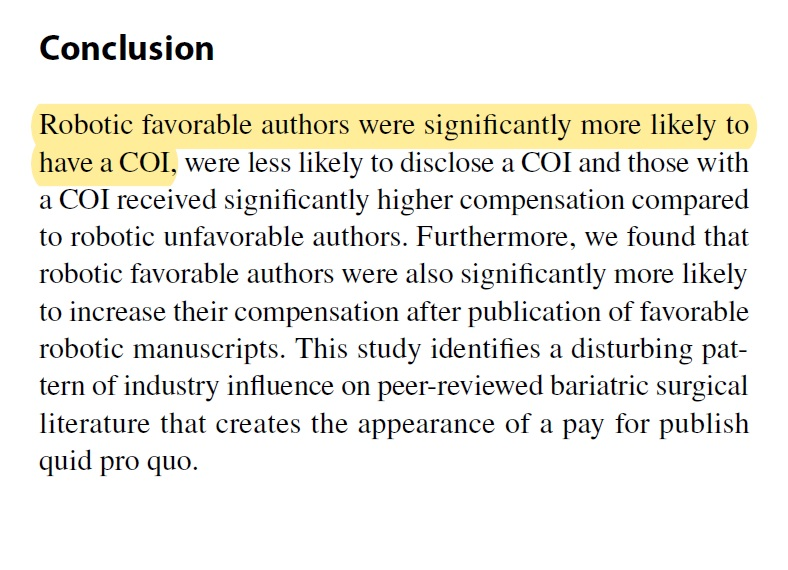 Conclusion
Robotic favorable authors were significantly more likely to
have a COI, were less likely to disclose a COI and those with
a COI received significantly higher compensation compared
to robotic unfavorable authors. Furthermore, we found that
robotic favorable authors were also significantly more likely
to increase their compensation after publication of favorable
robotic manuscripts. This study identifies a disturbing pat-
tern of industry influence on peer-reviewed bariatric surgical
literature that creates the appearance of a pay for publish
quid pro quo.